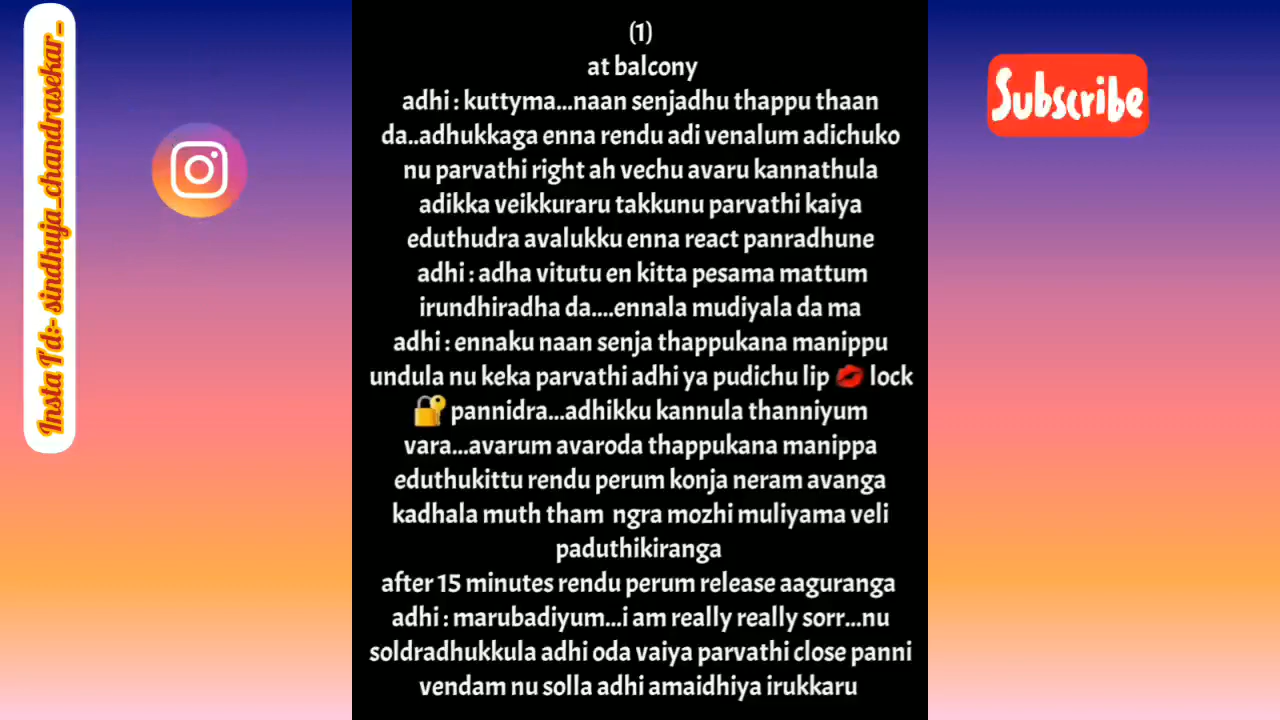 Insta Id:- sindhuja_chandrasekar_
(1)
at balcony
adhi : kuttyma...naan senjadhu thappu thaan
da..adhukkaga enna rendu adi venalum adichuko
nu parvathi right ah vechu avaru kannathula
adikka veikkuraru takkunu parvathi kaiya
eduthudra avalukku enna react panradhune
adhi : adha vitutu en kitta pesama mattum
irundhiradha da....ennala mudiyala da ma
adhi : ennaku naan senja thappukana manippu
undula nu keka parvathi adhi ya pudichu lip 💋 lock
🔐 pannidra...adhikku kannula thanniyum
vara...avarum avaroda thappukana manippa
eduthukittu rendu perum konja neram avanga
kadhala muth tham ngra mozhi muliyama veli
paduthikiranga
after 15 minutes rendu perum release aaguranga
adhi : marubadiyum...i am really really sorr...nu
soldradhukkula adhi oda vaiya parvathi close panni
vendam nu solla adhi amaidhiya irukkaru
Subscribe